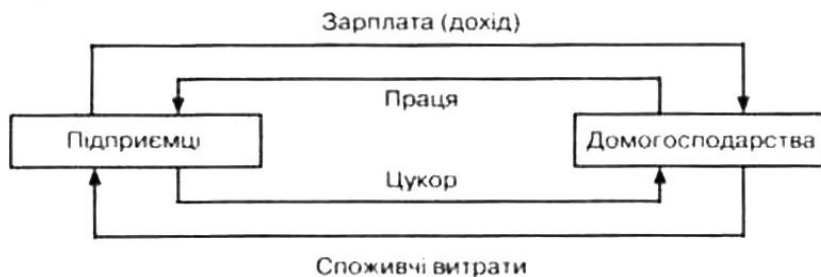 Зарплата (дохід)
Праця
Підприємці
Домогосподарства
Цукор
Споживчі витрати